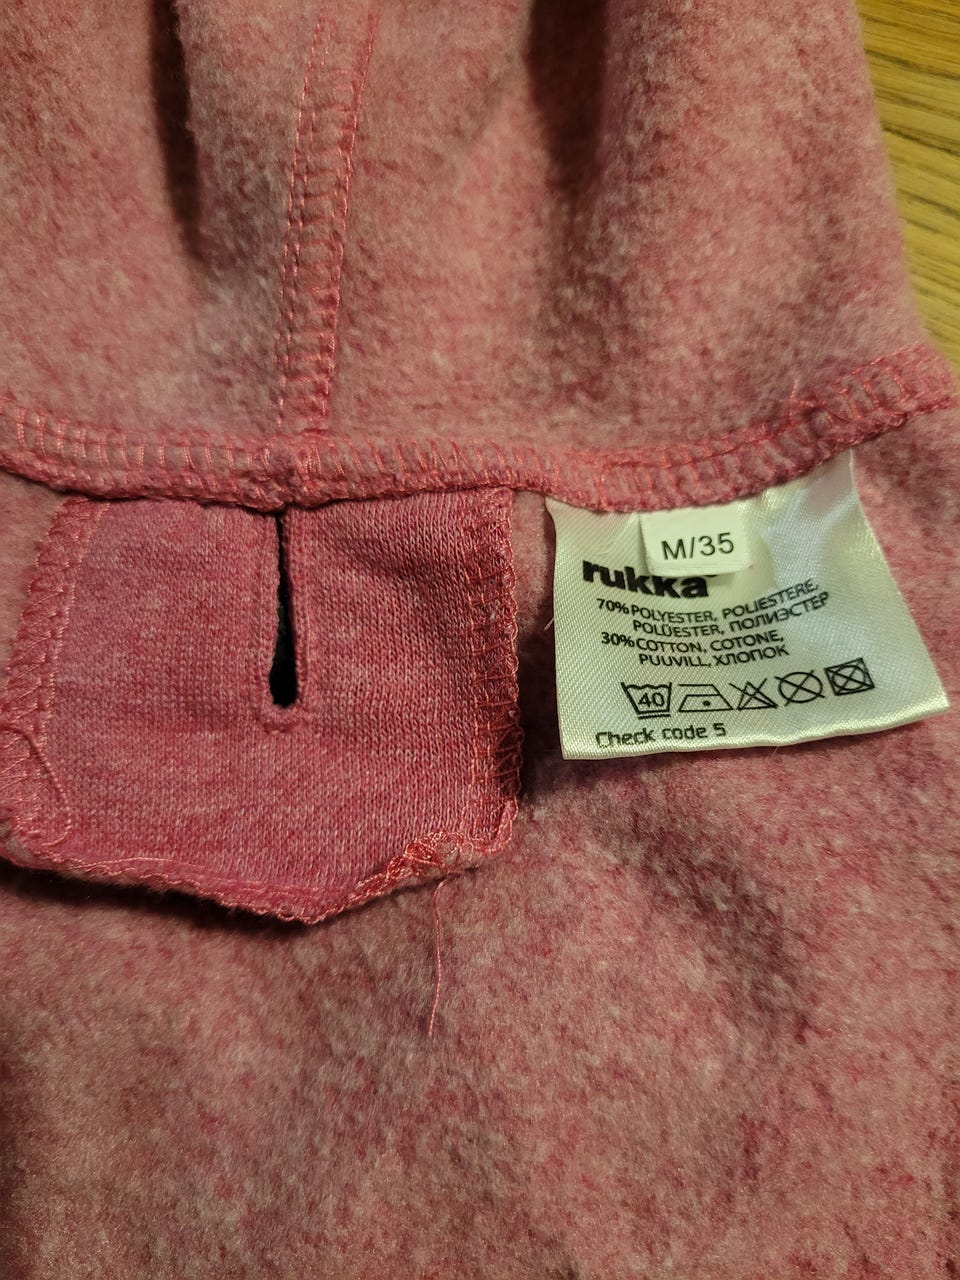 M/35
rukka
70% POLYESTER, POLIESTERE,
POLÜESTER, ПОЛИЭСТЕР
30% COTTON, COTONE,
PUUVILL, ХЛОПОК
40
Check code 5